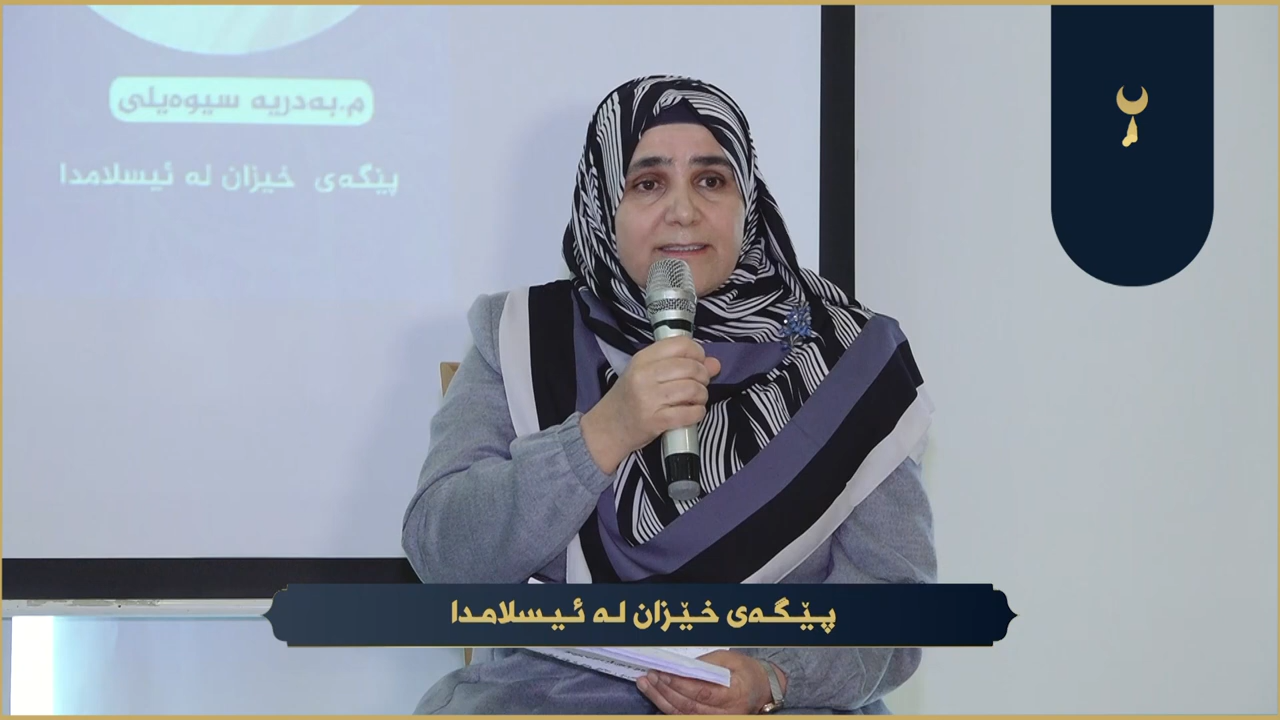 م.بەدریە سیوەیلی
پێگەی خێزان لە ئیسلامدا
پێگەی خێزان لە ئیسلامدا